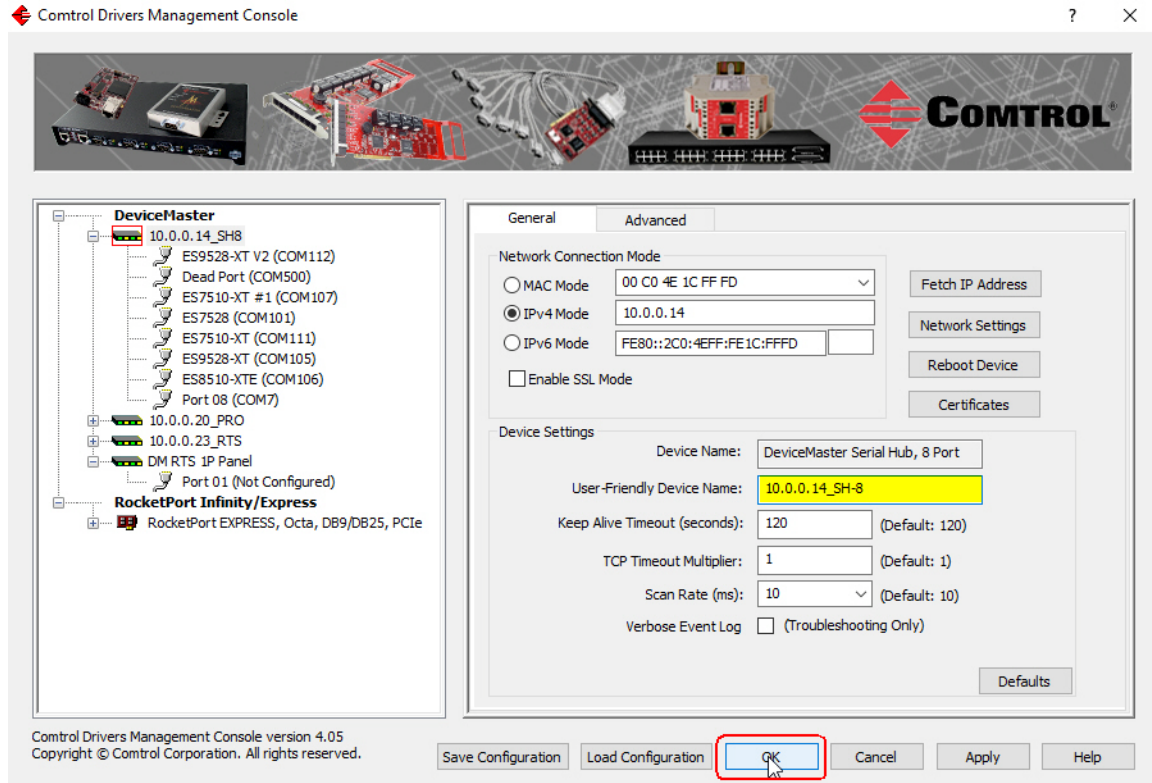 Comtrol Drivers Management Console
?
COMTROL®
DeviceMaster
10.0.0.14_SH8
ES9528-XT V2 (COM112)
Dead Port (COM500)
ES7510-XT #1 (COM107)
ES7528 (COM101)
ES7510-XT (COM111)
ES9528-XT (COM105)
ES8510-XTE (COM106)
Port 08 (COM7)
10.0.0.20_PRO
10.0.0.23_RTS
DM RTS 1P Panel
Port 01 (Not Configured)
RocketPort Infinity/Express
RocketPort EXPRESS, Octa, DB9/DB25, PCIe
General Advanced
Network Connection Mode
MAC Mode 00 C0 4E 1C FF FD Fetch IP Address
IPv4 Mode 10.0.0.14 Network Settings
IPv6 Mode FE80::2C0:4EFF:FE1C:FFFD
Reboot Device
Enable SSL Mode
Certificates
Device Settings
Device Name: DeviceMaster Serial Hub, 8 Port
User-Friendly Device Name: 10.0.0.14_SH-8
Keep Alive Timeout (seconds): 120 (Default: 120)
TCP Timeout Multiplier: 1 (Default: 1)
Scan Rate (ms): 10 (Default: 10)
Verbose Event Log (Troubleshooting Only)
Defaults
Comtrol Drivers Management Console version 4.05
Copyright © Comtrol Corporation. All rights reserved.
Save Configuration Load Configuration OK Cancel Apply Help